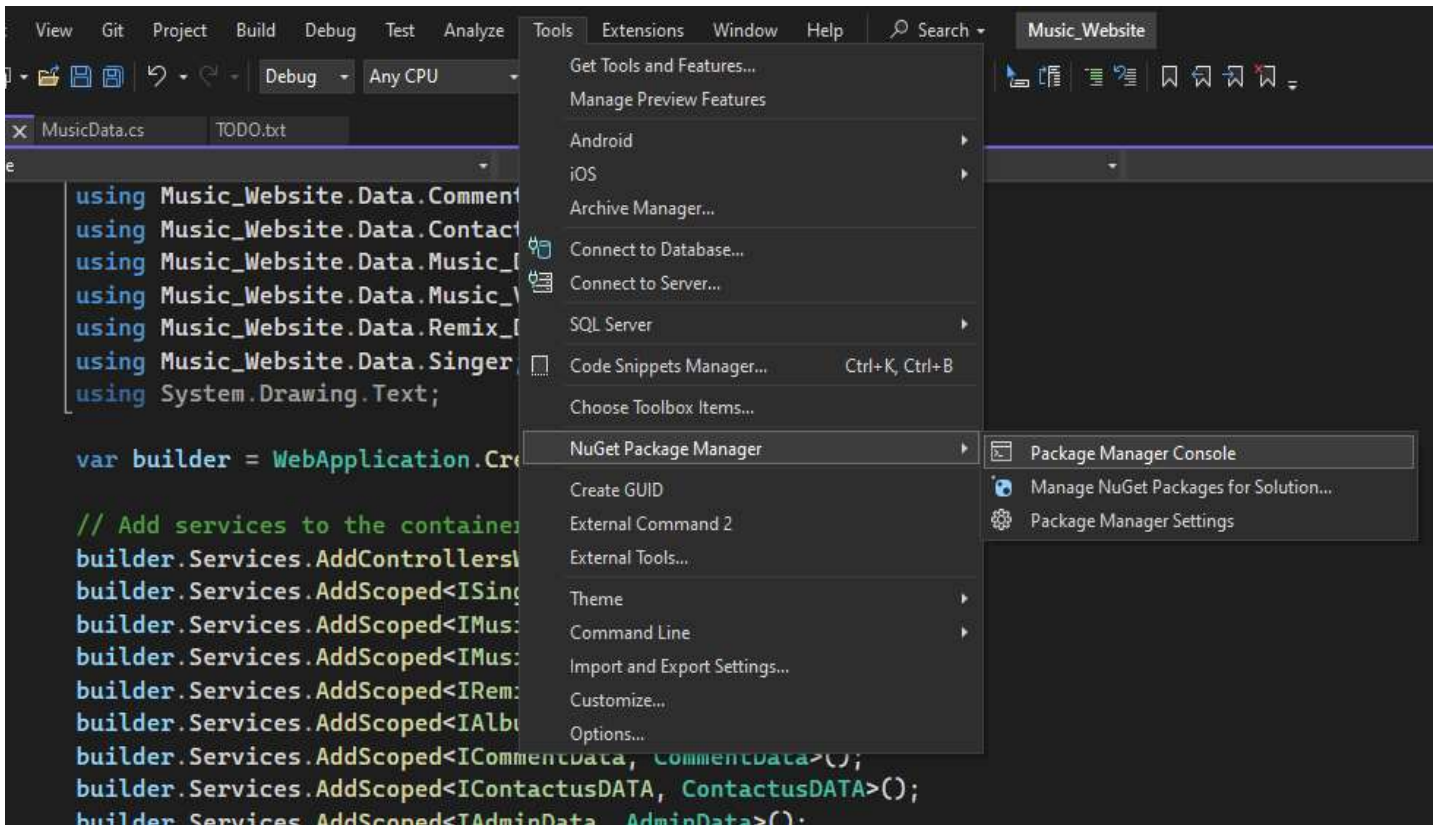 View Git Project Build Debug Test Analyze Tools Extensions Window Help Search Music_Website
Debug Any CPU
MusicData.cs TODO.txt
using Music_Website.Data.Comment
using Music_Website.Data.Contact
using Music_Website.Data.Music_
using Music_Website.Data.Music_
using Music_Website.Data.Remix_
using Music_Website.Data.Singer
using System.Drawing.Text;
var builder = WebApplication.Cre
// Add services to the container
builder.Services.AddControllers
builder.Services.AddScoped<ISing
builder.Services.AddScoped<IMus
builder.Services.AddScoped<IMus
builder.Services.AddScoped<IRem
builder.Services.AddScoped<IAlbu
builder.Services.AddScoped<ICommentData, CommentData>();
builder.Services.AddScoped<IContactusDATA, ContactusDATA>();
builder.Services.AddScoped<IAdminData, AdminData>();
Get Tools and Features...
Manage Preview Features
Android
iOS
Archive Manager...
Connect to Database...
Connect to Server...
SQL Server
Code Snippets Manager... Ctrl+K, Ctrl+B
Choose Toolbox Items...
NuGet Package Manager
Create GUID
External Command 2
External Tools...
Theme
Command Line
Import and Export Settings...
Customize...
Options...
Package Manager Console
Manage NuGet Packages for Solution...
Package Manager Settings